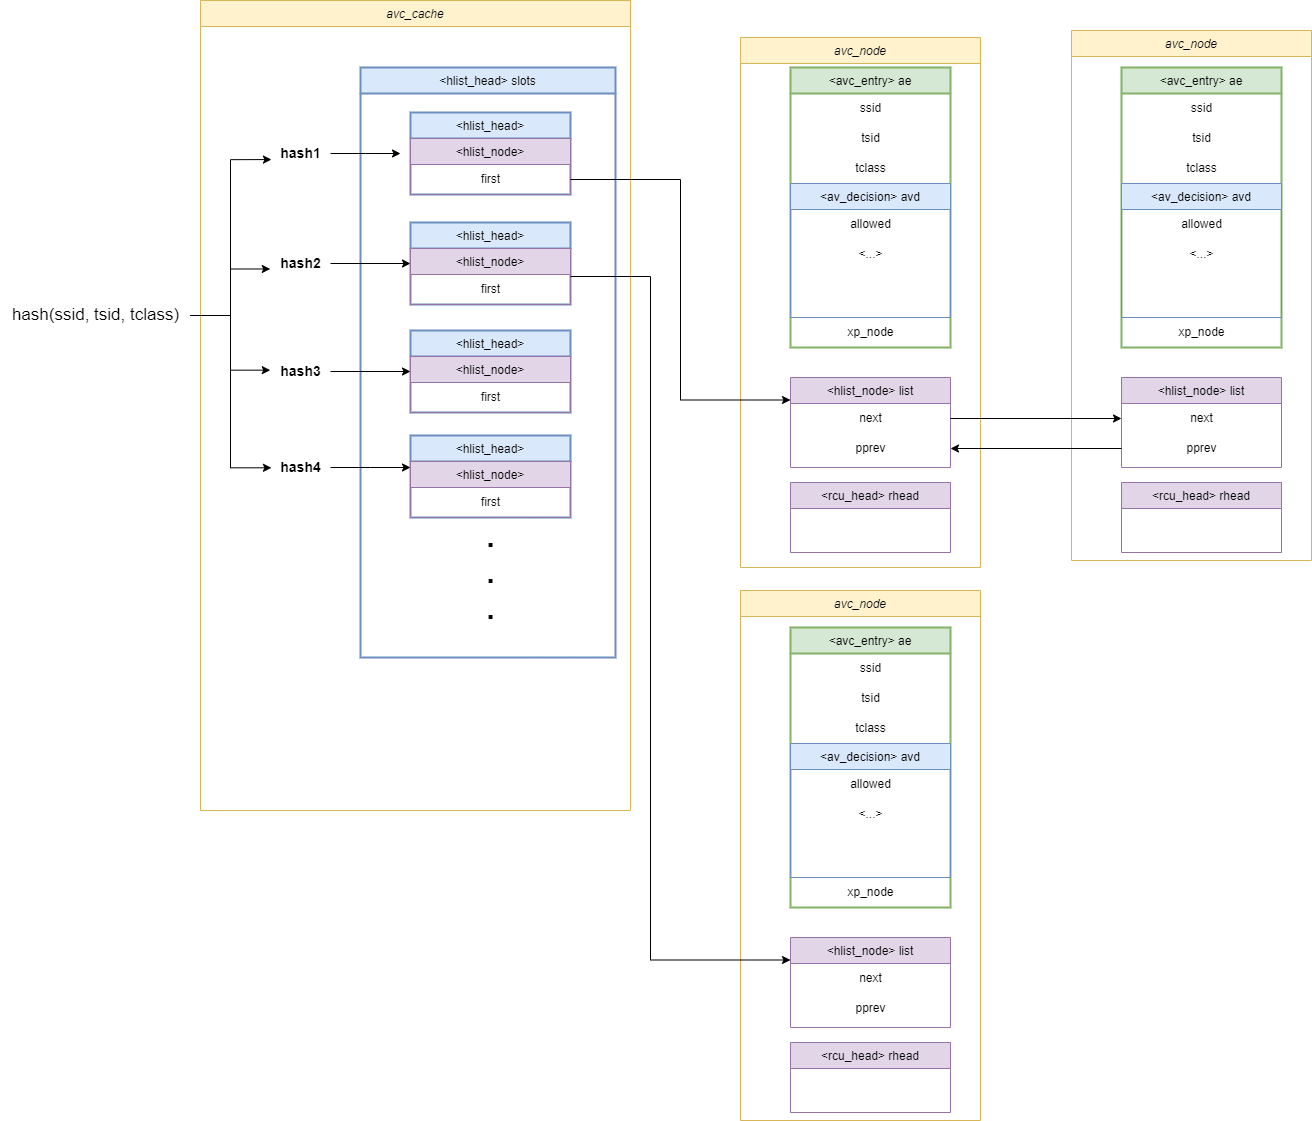 avc_cache
<hlist_head> slots
hash(ssid, tsid, tclass)
hash1
<hlist_head>
<hlist_node>
first
hash2
<hlist_head>
<hlist_node>
first
hash3
<hlist_head>
<hlist_node>
first
hash4
<hlist_head>
<hlist_node>
first
.
.
.
avc_node
<avc_entry> ae
ssid
tsid
tclass
<av_decision> avd
allowed
<...>
xp_node
<hlist_node> list
next
pprev
<rcu_head> rhead
avc_node
<avc_entry> ae
ssid
tsid
tclass
<av_decision> avd
allowed
<...>
xp_node
<hlist_node> list
next
pprev
<rcu_head> rhead
avc_node
<avc_entry> ae
ssid
tsid
tclass
<av_decision> avd
allowed
<...>
xp_node
<hlist_node> list
next
pprev
<rcu_head> rhead